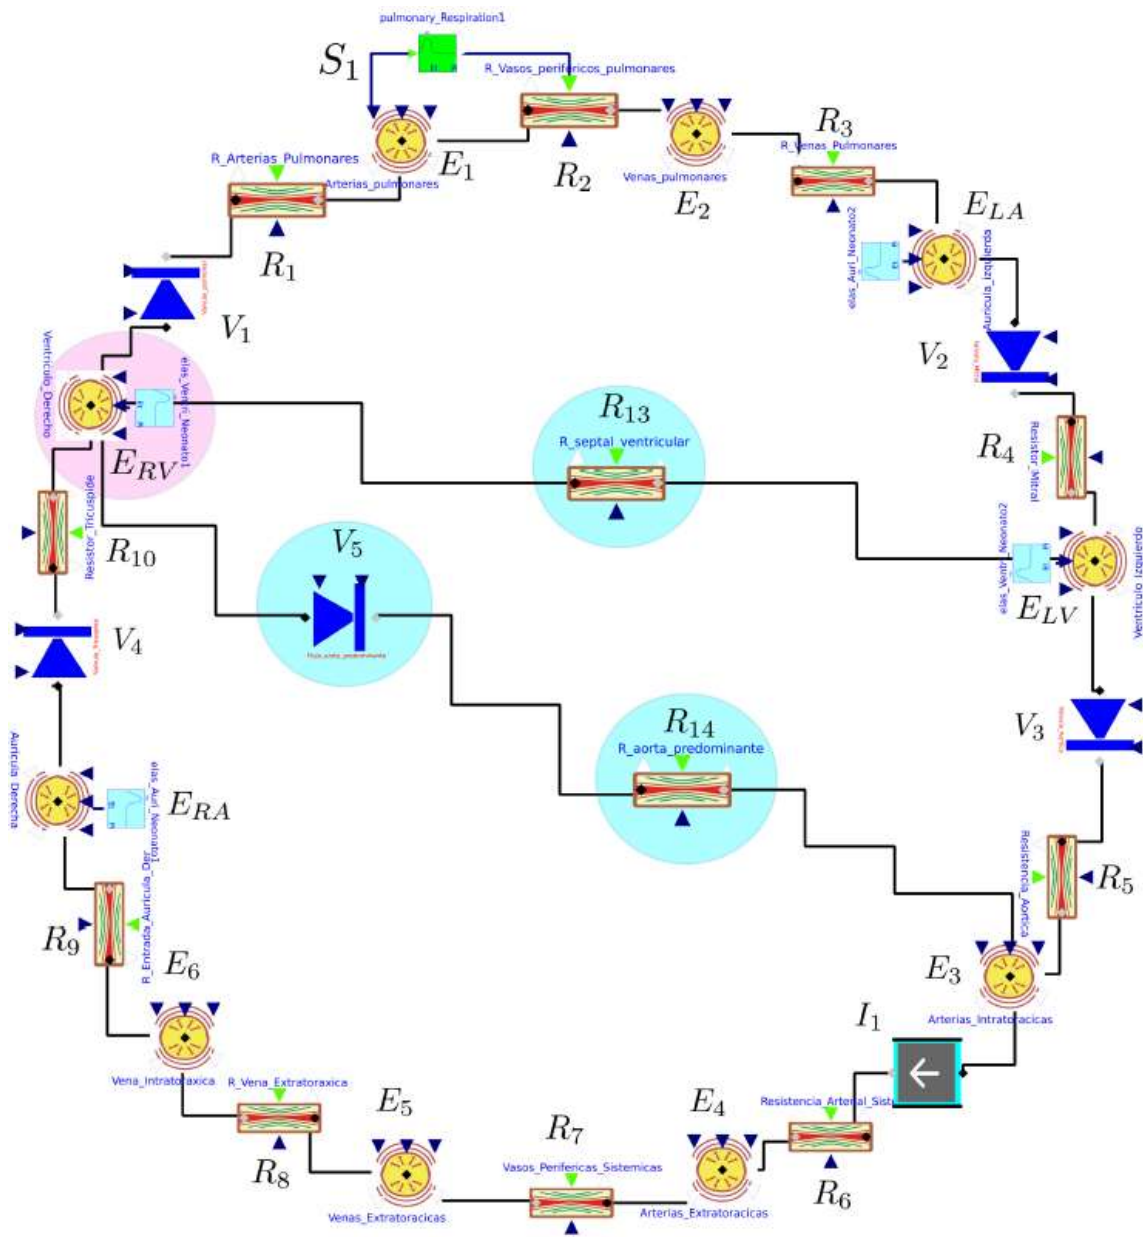 pulmonary_Respiration1
S1
R_Vasos_perifericos_pulmonares
R3
R_Venas_Pulmonares
R_Arterias_Pulmonares
Arterias_pulmonares
E1
R2
Venas_pulmonares
E2
ELA
elas_Auri_Neonato2
Auricula_izquierda
R1
V1
V2
Ventriculo_Derecho
elas_Ventri_Neonato1
ERV
R13
R_septal_ventricular
R4
Resistor_Mitral
Resistor_Tricuspide
R10
V5
Flujo_aorta_predominante
elas_Ventri_Neonato2
ELV
Ventriculo_Izquierdo
V4
V3
R14
R_aorta_predominante
Auricula_Derecha
elas_Auri_Neonato1
ERA
Resistencia_Aortica
R5
R9
R_Entrada_Auricula_Der
E6
E3
Arterias_Intratoracicas
I1
Vena_Intratoraxica
R_Vena_Extratoraxica
R8
E5
Venas_Extratoracicas
R7
Vasos_Perifericas_Sistemicas
E4
Arterias_Extratoracicas
Resistencia_Arterial_Sist
R6